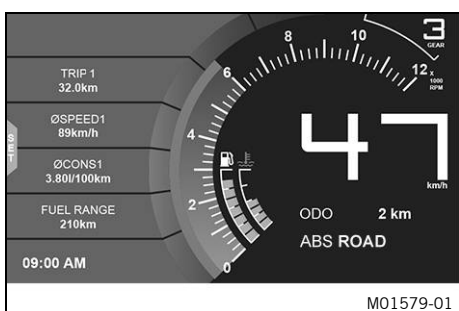 TRIP 1
32.0km
ØSPEED1
89km/h
ØCONS1
3.80l/100km
FUEL RANGE
210km
09:00 AM
SET
0
2
4
6
8
10
12
X
1000
RPM
3
GEAR
47
km/h
ODO 2 km
ABS ROAD
M01579-01